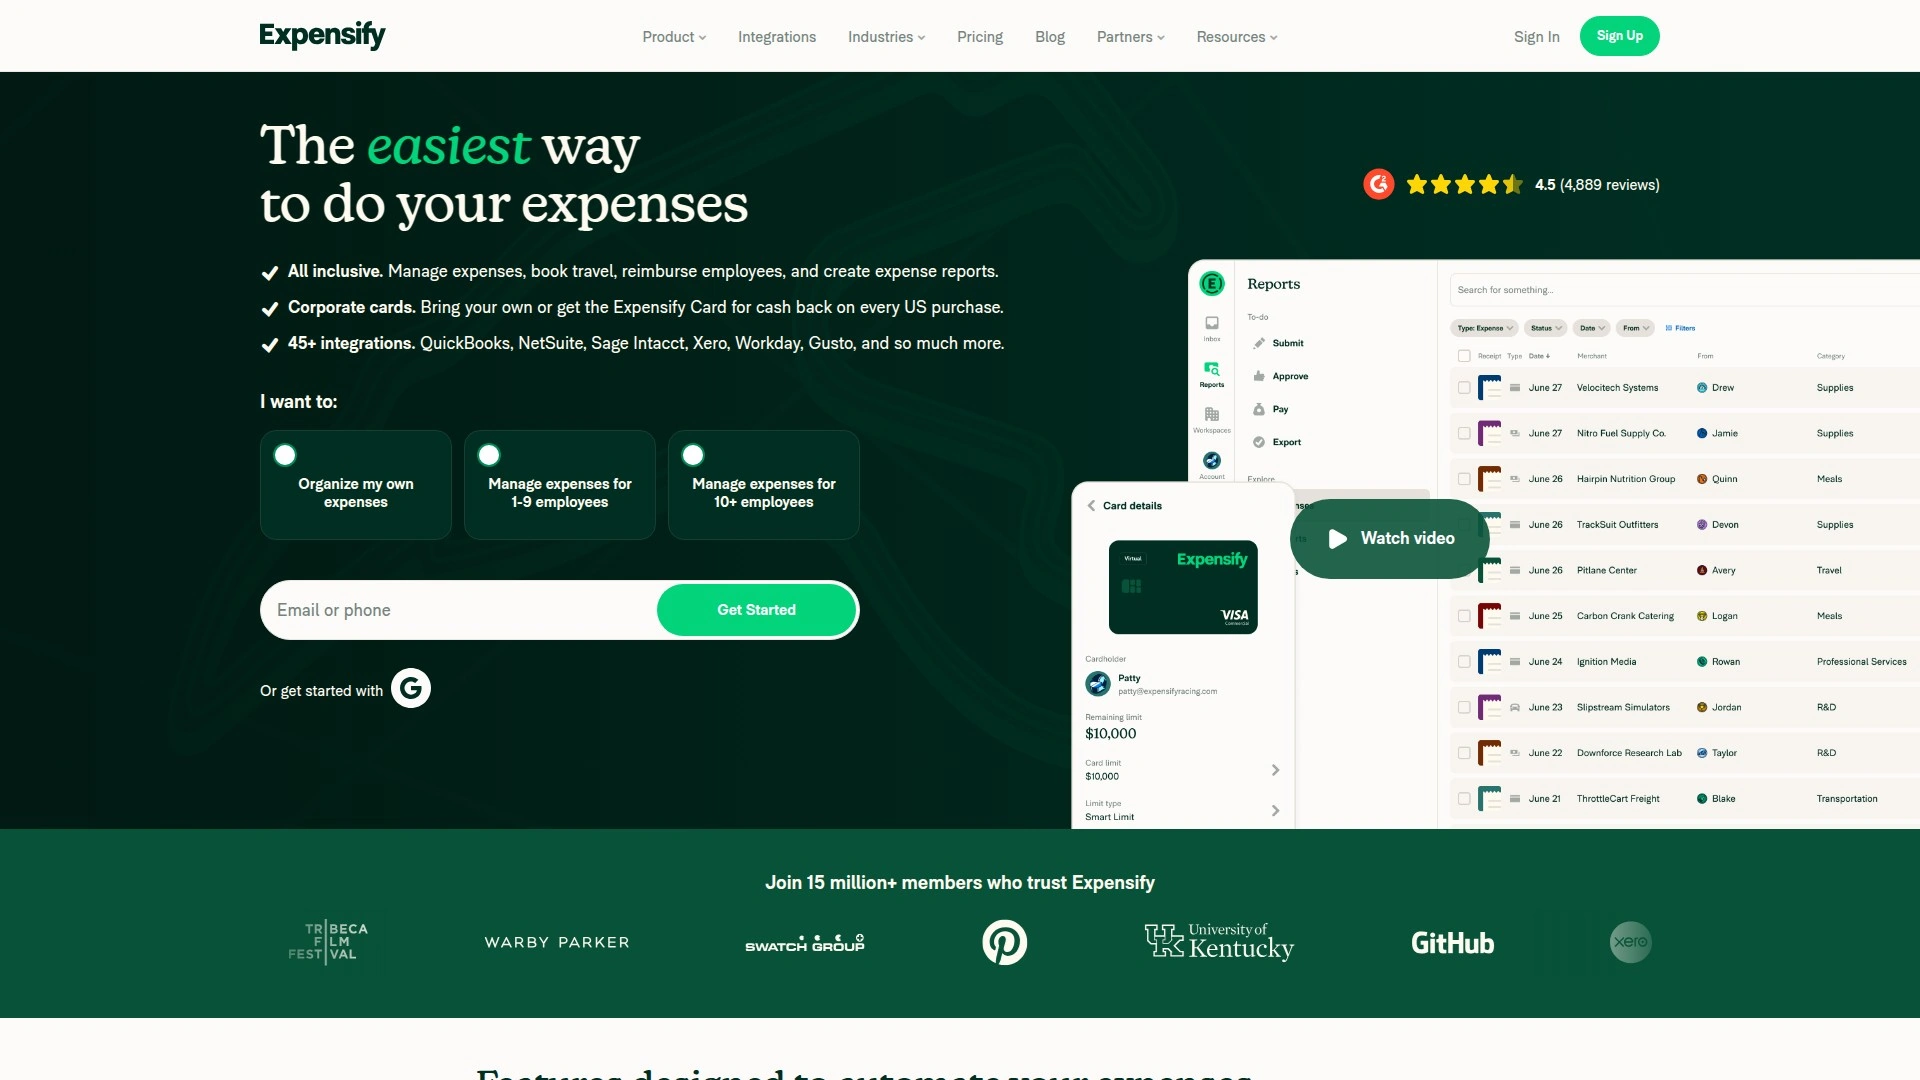 Expensify
Product
Integrations
Industries
Pricing
Blog
Partners
Resources
Sign In
Sign Up
The easiest way
to do your expenses
All inclusive. Manage expenses, book travel, reimburse employees, and create expense reports.
Corporate cards. Bring your own or get the Expensify Card for cash back on every US purchase.
45+ integrations. QuickBooks, NetSuite, Sage Intacct, Xero, Workday, Gusto, and so much more.
I want to:
Organize my own
expenses
Manage expenses for
1-9 employees
Manage expenses for
10+ employees
Email or phone
Get Started
Or get started with
4.5 (4,889 reviews)
Inbox
Reports
Workspaces
Account
Reports
To-do
Submit
Approve
Pay
Export
Explore
Search for something...
Type: Expense
Status
Date
From
Filters
Receipt Type Date Merchant From Category
June 27 Velocitech Systems Drew Supplies
June 27 Nitro Fuel Supply Co. Jamie Supplies
June 26 Hairpin Nutrition Group Quinn Meals
June 26 TrackSuit Outfitters Devon Supplies
June 26 Pitlane Center Avery Travel
June 25 Carbon Crank Catering Logan Meals
June 24 Ignition Media Rowan Professional Services
June 23 Slipstream Simulators Jordan R&D
June 22 Downforce Research Lab Taylor R&D
June 21 ThrottleCart Freight Blake Transportation
Watch video
Card details
Virtual
Expensify
VISA
Commercial
Cardholder
Patty
patty@expensifyracing.com
Remaining limit
$10,000
Card limit
$10,000
Limit type
Smart Limit
Join 15 million+ members who trust Expensify
TRIBECA
FILM
FESTIVAL
WARBY PARKER
SWATCH GROUP
University of
Kentucky
GitHub
xero
Features designed to automate your expenses